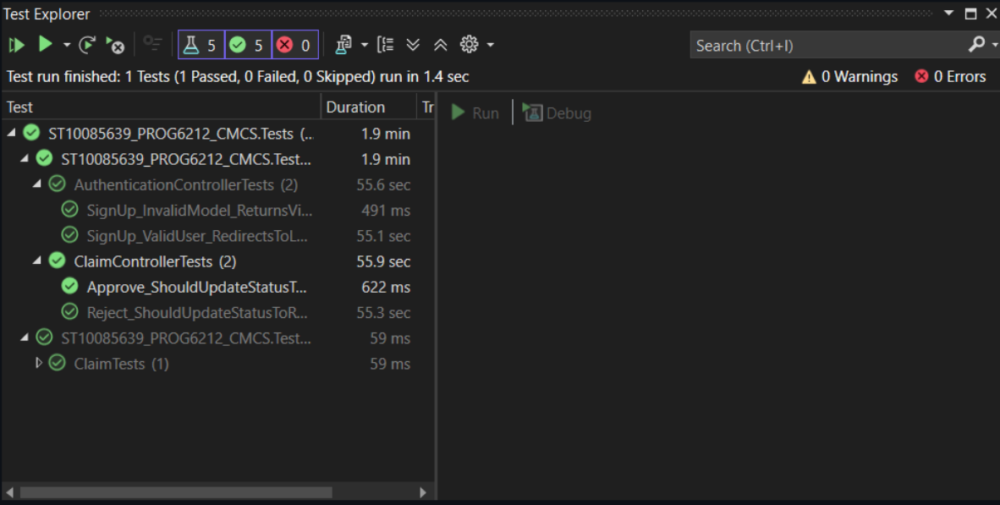 Test Explorer
5 5 0
Search (Ctrl+I)
Test run finished: 1 Tests (1 Passed, 0 Failed, 0 Skipped) run in 1.4 sec
0 Warnings 0 Errors
Test Duration Tr
Run Debug
ST10085639_PROG6212_CMCS.Tests (... 1.9 min
ST10085639_PROG6212_CMCS.Test... 1.9 min
AuthenticationControllerTests (2) 55.6 sec
SignUp_InvalidModel_ReturnsVi... 491 ms
SignUp_ValidUser_RedirectsToL... 55.1 sec
ClaimControllerTests (2) 55.9 sec
Approve_ShouldUpdateStatusT... 622 ms
Reject_ShouldUpdateStatusToR... 55.3 sec
ST10085639_PROG6212_CMCS.Test... 59 ms
ClaimTests (1) 59 ms